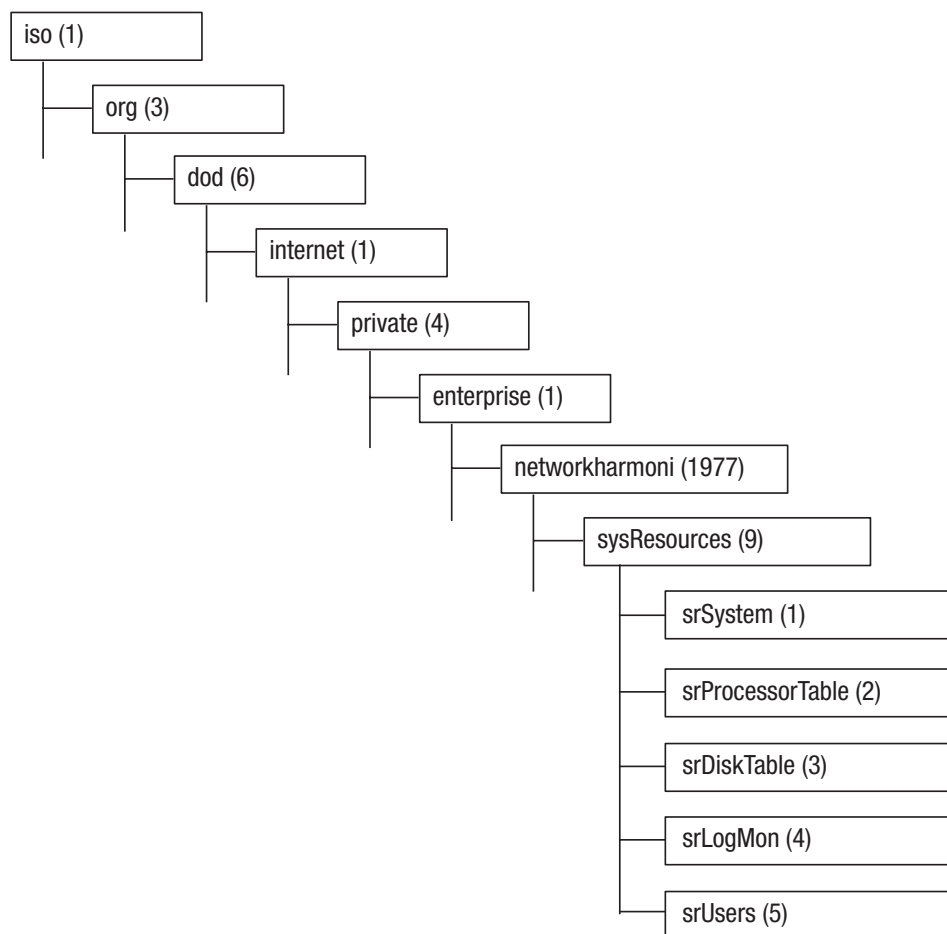 iso (1)
org (3)
dod (6)
internet (1)
private (4)
enterprise (1)
networkharmoni (1977)
sysResources (9)
srSystem (1)
srProcessorTable (2)
srDiskTable (3)
srLogMon (4)
srUsers (5)